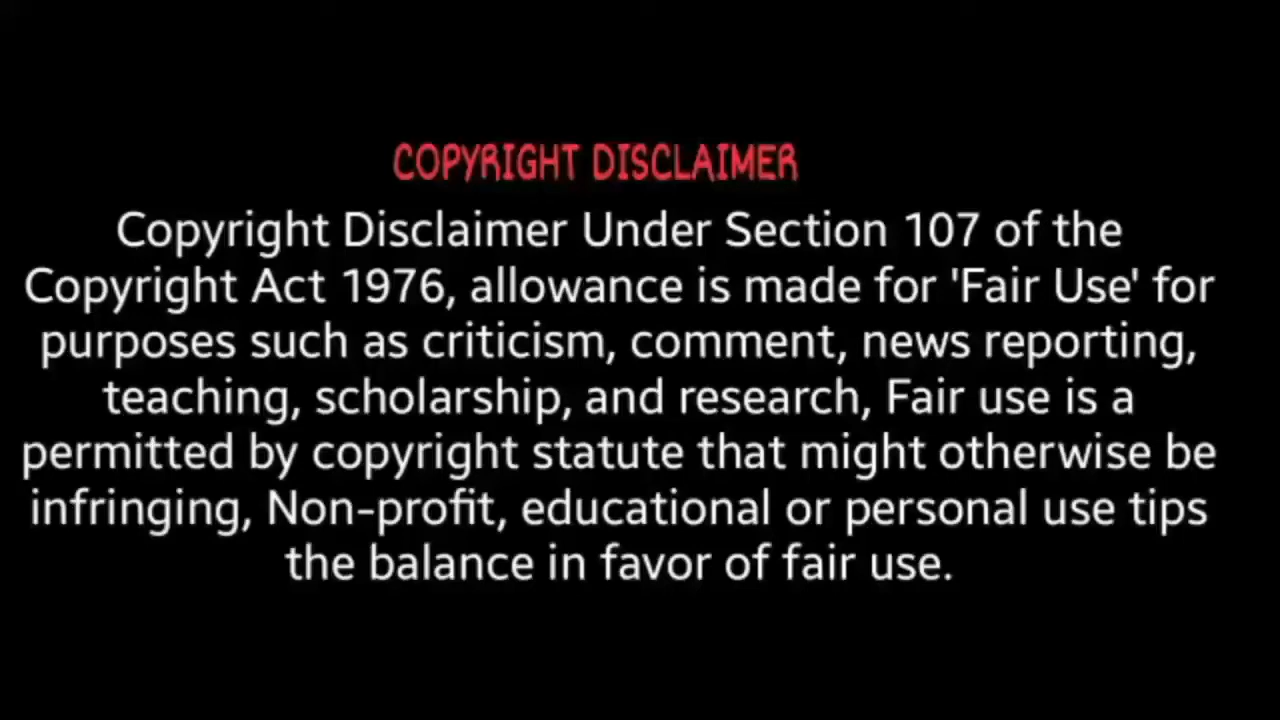 COPYRIGHT DISCLAIMER
Copyright Disclaimer Under Section 107 of the
Copyright Act 1976, allowance is made for 'Fair Use' for
purposes such as criticism, comment, news reporting,
teaching, scholarship, and research, Fair use is a
permitted by copyright statute that might otherwise be
infringing, Non-profit, educational or personal use tips
the balance in favor of fair use.